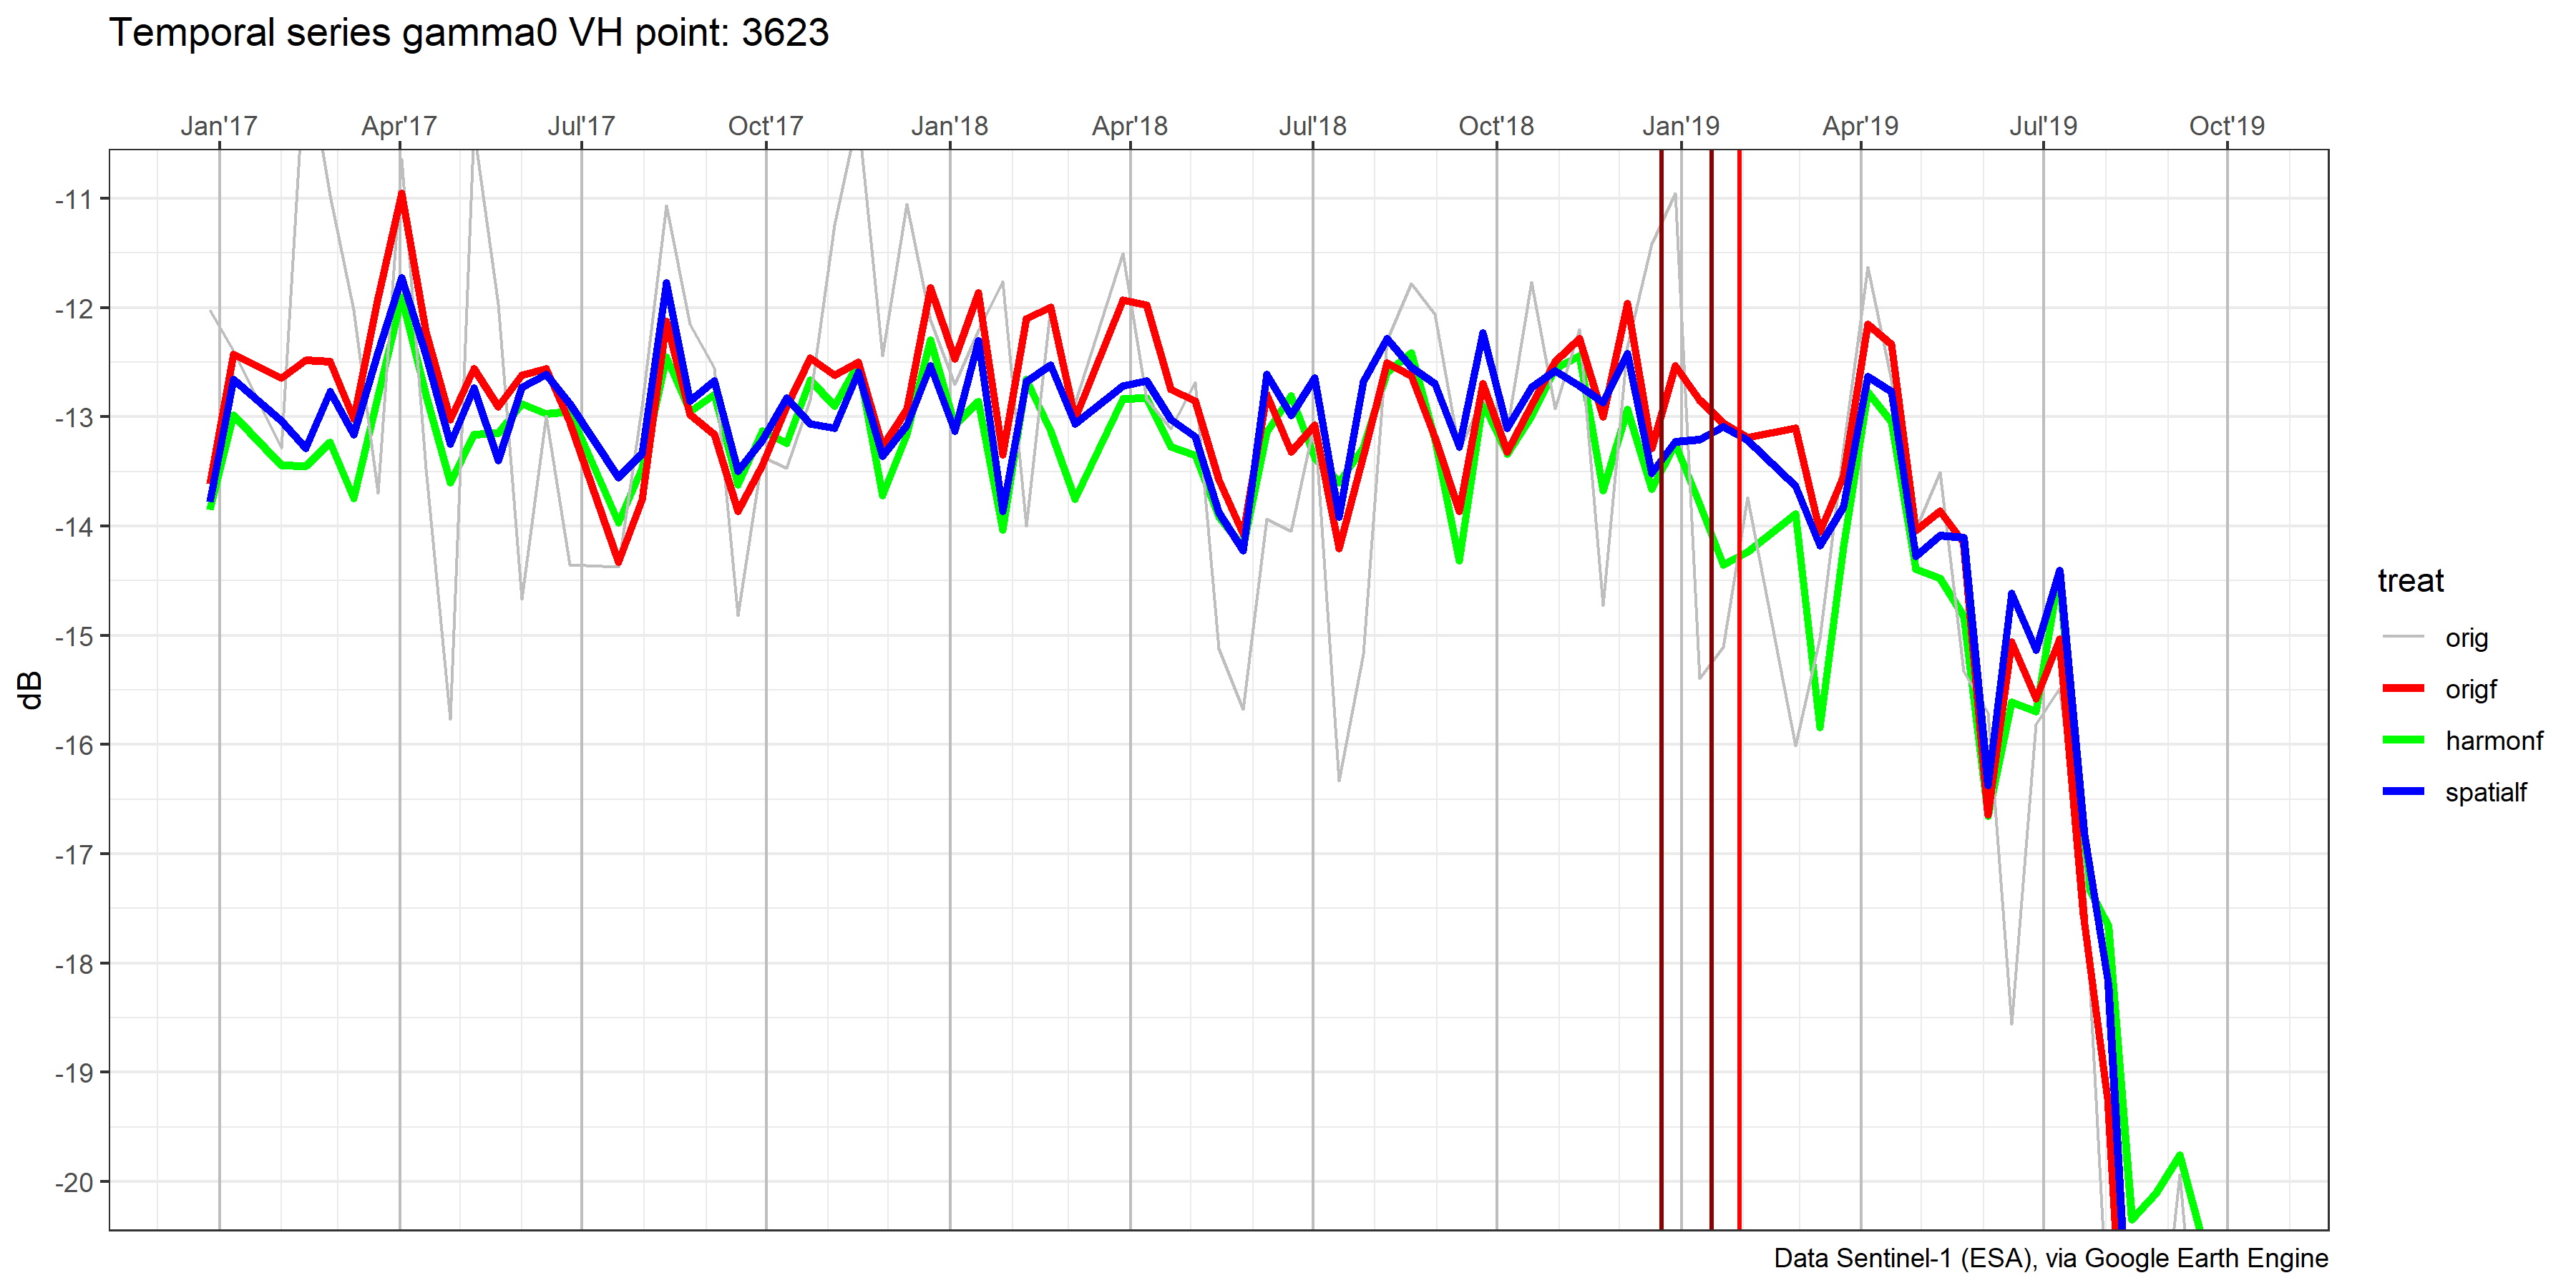 Temporal series gamma0 VH point: 3623
Jan'17 Apr'17 Jul'17 Oct'17 Jan'18 Apr'18 Jul'18 Oct'18 Jan'19 Apr'19 Jul'19 Oct'19
-11
-12
-13
-14
-15
-16
-17
-18
-19
-20
dB
treat
orig
origf
harmonf
spatialf
Data Sentinel-1 (ESA), via Google Earth Engine